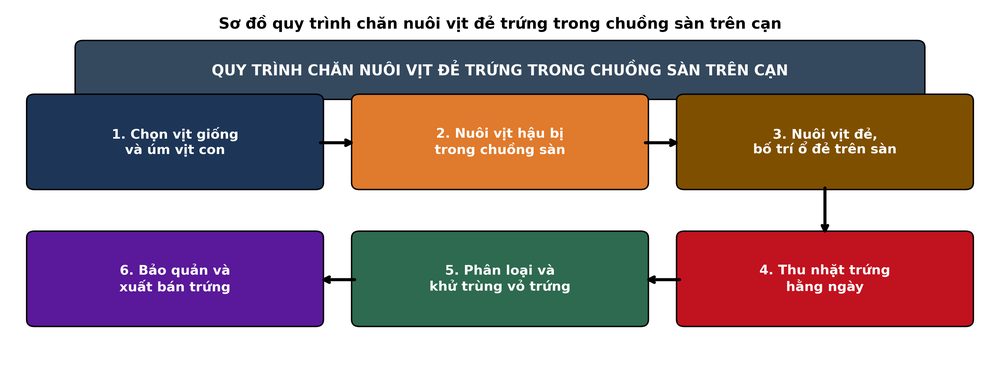 Sơ đồ quy trình chăn nuôi vịt đẻ trứng trong chuồng sàn trên cạn
QUY TRÌNH CHĂN NUÔI VỊT ĐẺ TRỨNG TRONG CHUỒNG SÀN TRÊN CẠN
1. Chọn vịt giống
và úm vịt con
2. Nuôi vịt hậu bị
trong chuồng sàn
3. Nuôi vịt đẻ,
bố trí ổ đẻ trên sàn
4. Thu nhặt trứng
hằng ngày
5. Phân loại và
khử trùng vỏ trứng
6. Bảo quản và
xuất bán trứng